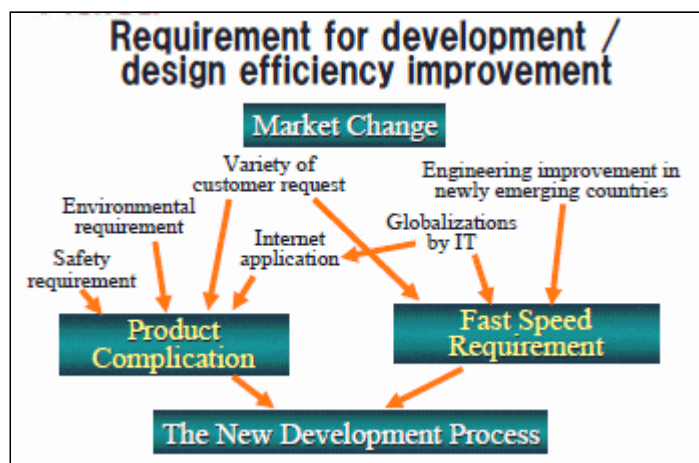 Requirement for development /
design efficiency improvement
Market Change
Variety of
customer request
Engineering improvement in
newly emerging countries
Environmental
requirement
Internet
application
Globalizations
by IT
Safety
requirement
Product
Complication
Fast Speed
Requirement
The New Development Process